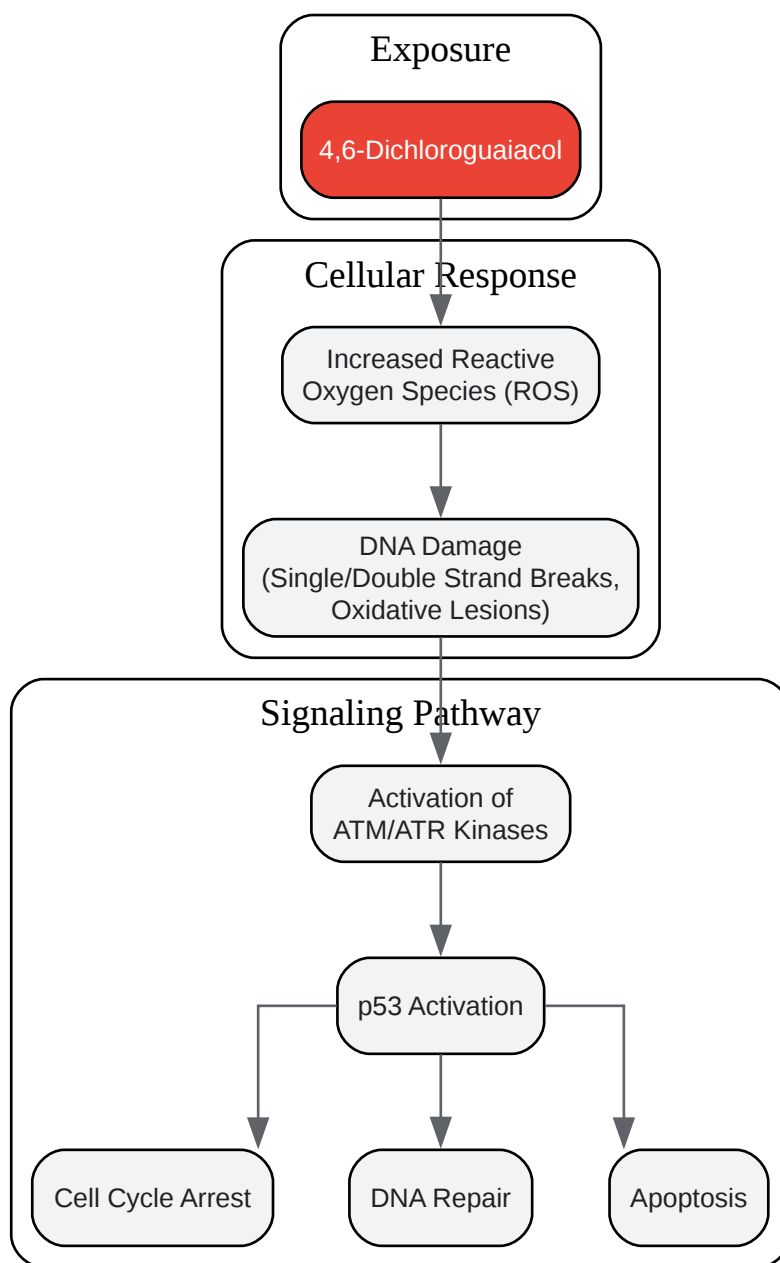 Exposure
4,6-Dichloroguaiacol
Cellular Response
Increased Reactive
Oxygen Species (ROS)
DNA Damage
(Single/Double Strand Breaks,
Oxidative Lesions)
Signaling Pathway
Activation of
ATM/ATR Kinases
p53 Activation
Cell Cycle Arrest
DNA Repair
Apoptosis